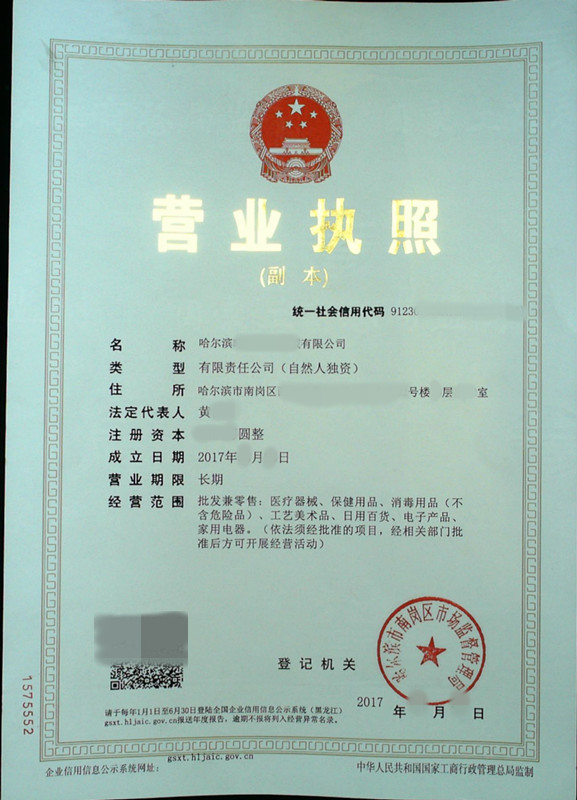 营业执照
(副 本)
统一社会信用代码 9123
名 称 哈尔滨 有限公司
类 型 有限责任公司（自然人独资）
住 所 哈尔滨市南岗区 号楼 层 室
法定代表人 黄
注册资本 圆整
成立日期 2017年 月 日
营业期限 长期
经营范围 批发兼零售：医疗器械、保健用品、消毒用品（不
含危险品）、工艺美术品、日用百货、电子产品、
家用电器。（依法须经批准的项目，经相关部门批
准后方可开展经营活动）
哈尔滨市南岗区市场监督管理局
登记机关
2017 年 月 日
1575552
请于每年1月1日至6月30日登陆全国企业信用信息公示系统（黑龙江）
gsxt.hljaic.gov.cn报送年度报告，逾期不报将列入经营异常名录。
企业信用信息公示系统网址： gsxt.hljaic.gov.cn
中华人民共和国国家工商行政管理总局监制